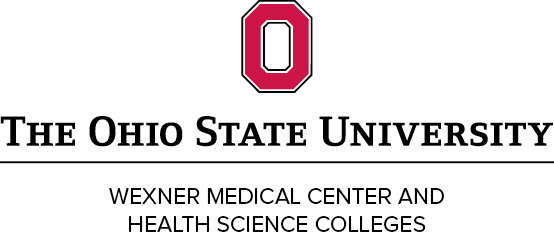 O
THE OHIO STATE UNIVERSITY
WEXNER MEDICAL CENTER AND
HEALTH SCIENCE COLLEGES